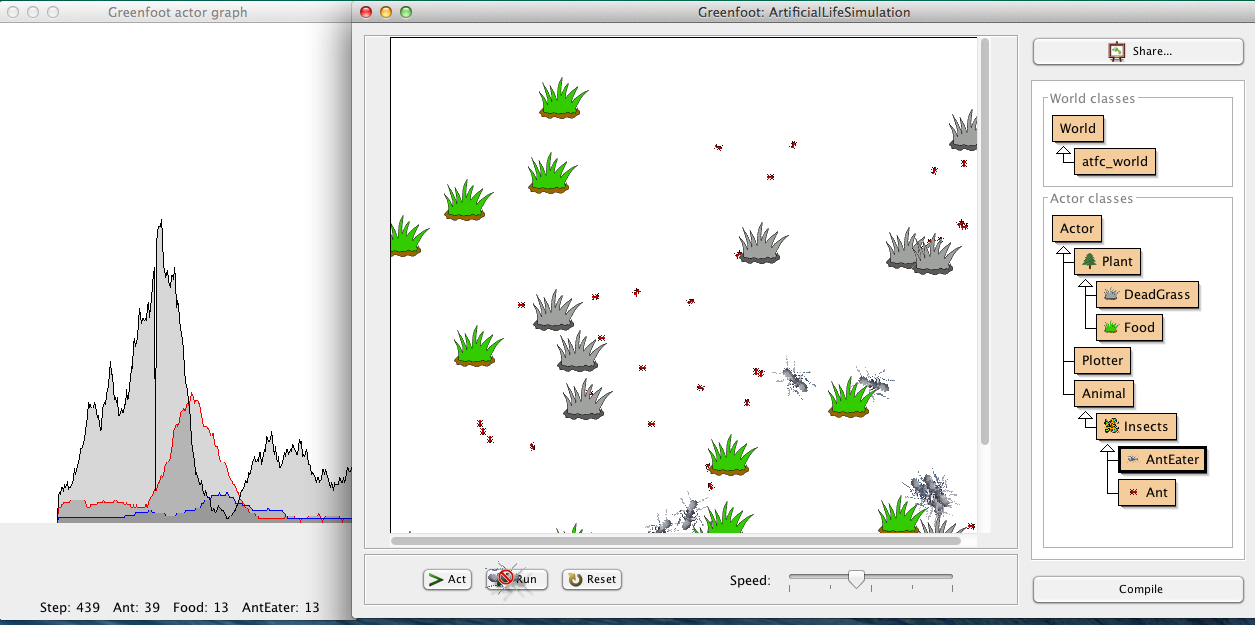 Greenfoot actor graph
Greenfoot: ArtificialLifeSimulation
Share...
World classes
World
atfc_world
Actor classes
Actor
Plant
DeadGrass
Food
Plotter
Animal
Insects
AntEater
Ant
Act
Run
Reset
Speed:
Compile
Step: 439 Ant: 39 Food: 13 AntEater: 13